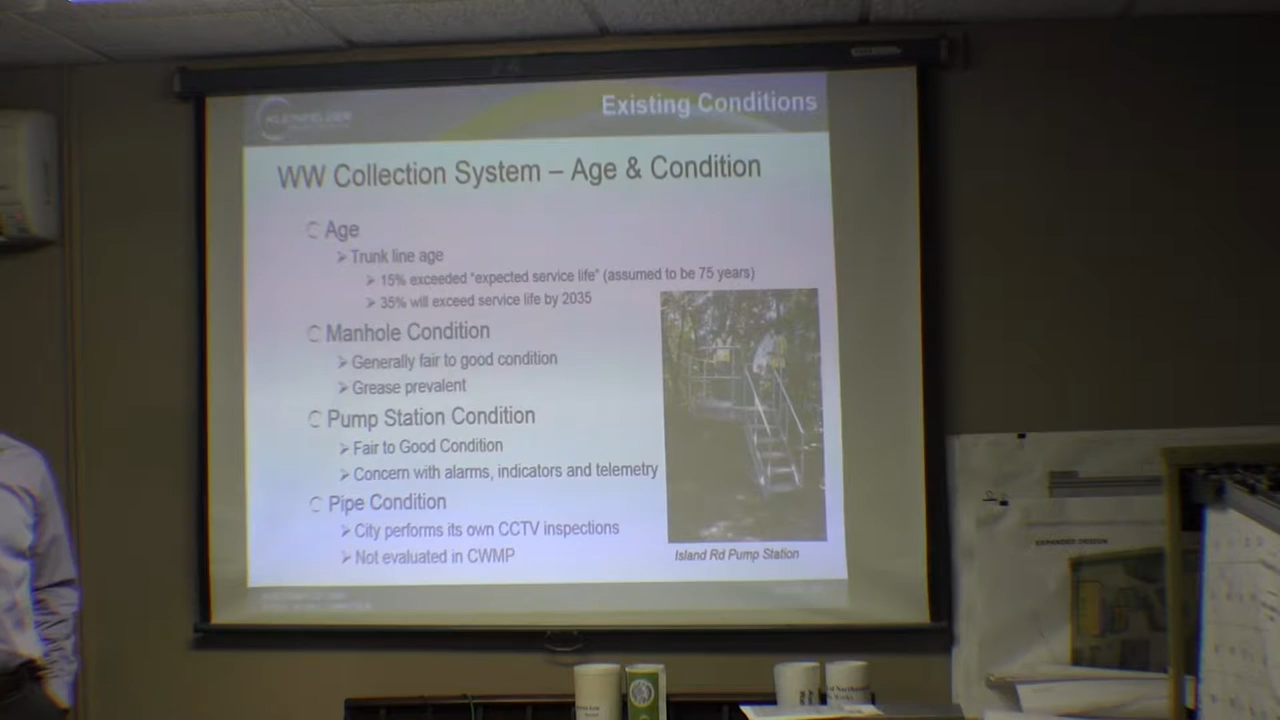 KLEINFELDER
Existing Conditions
WW Collection System – Age & Condition
Age
Trunk line age
15% exceeded "expected service life" (assumed to be 75 years)
35% will exceed service life by 2035
Manhole Condition
Generally fair to good condition
Grease prevalent
Pump Station Condition
Fair to Good Condition
Concern with alarms, indicators and telemetry
Pipe Condition
City performs its own CCTV inspections
Not evaluated in CWMP
Island Rd Pump Station
EXPANDED DESIGN